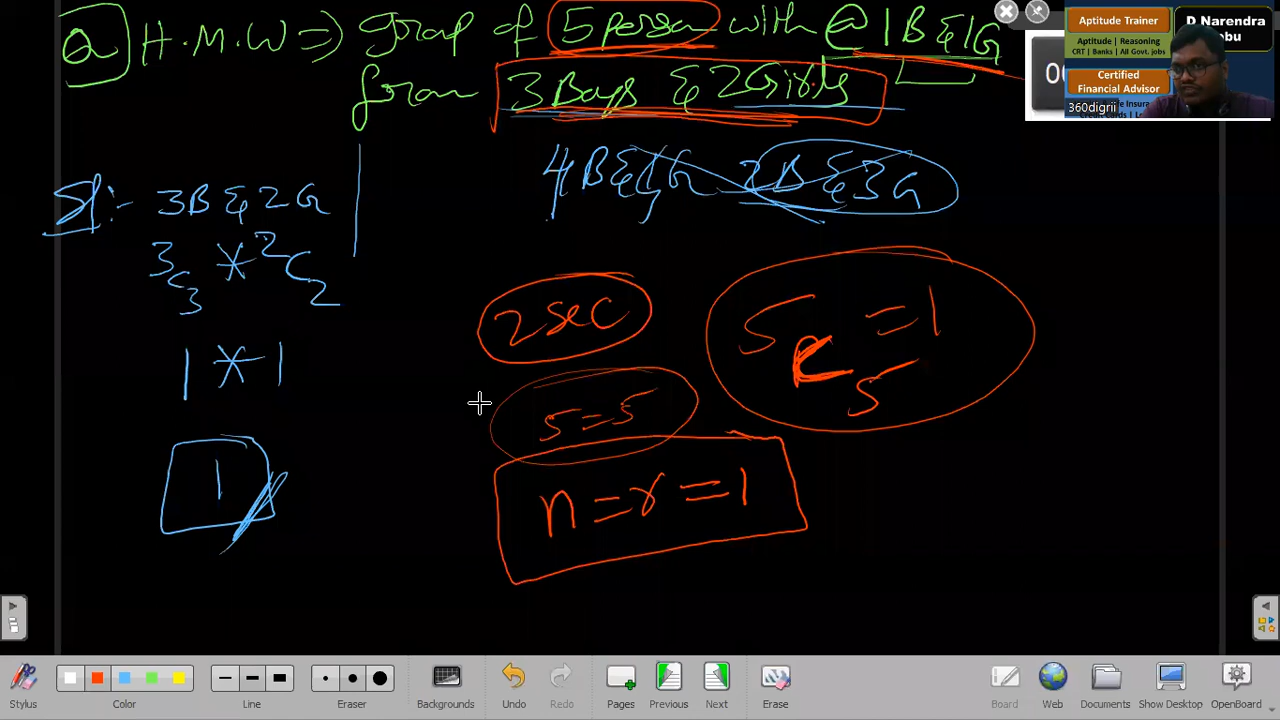 Q H.M.W => group of 5 person with @ 1B & 1G
from 3 Boys & 2 Girls
4B & 1G 2B & 3G
Sol:- 3B & 2G
3C3 * 2C2
1 * 1
1
2 sec
5C5 = 1
5 = 5
n = r = 1
Aptitude Trainer
Aptitude | Reasoning
CRT | Banks | All Govt. jobs
Certified
Financial Advisor
D Narendra
360digrii
Stylus
Color
Line
Eraser
Backgrounds
Undo
Redo
Pages
Previous
Next
Erase
Board
Web
Documents
Show Desktop
OpenBoard